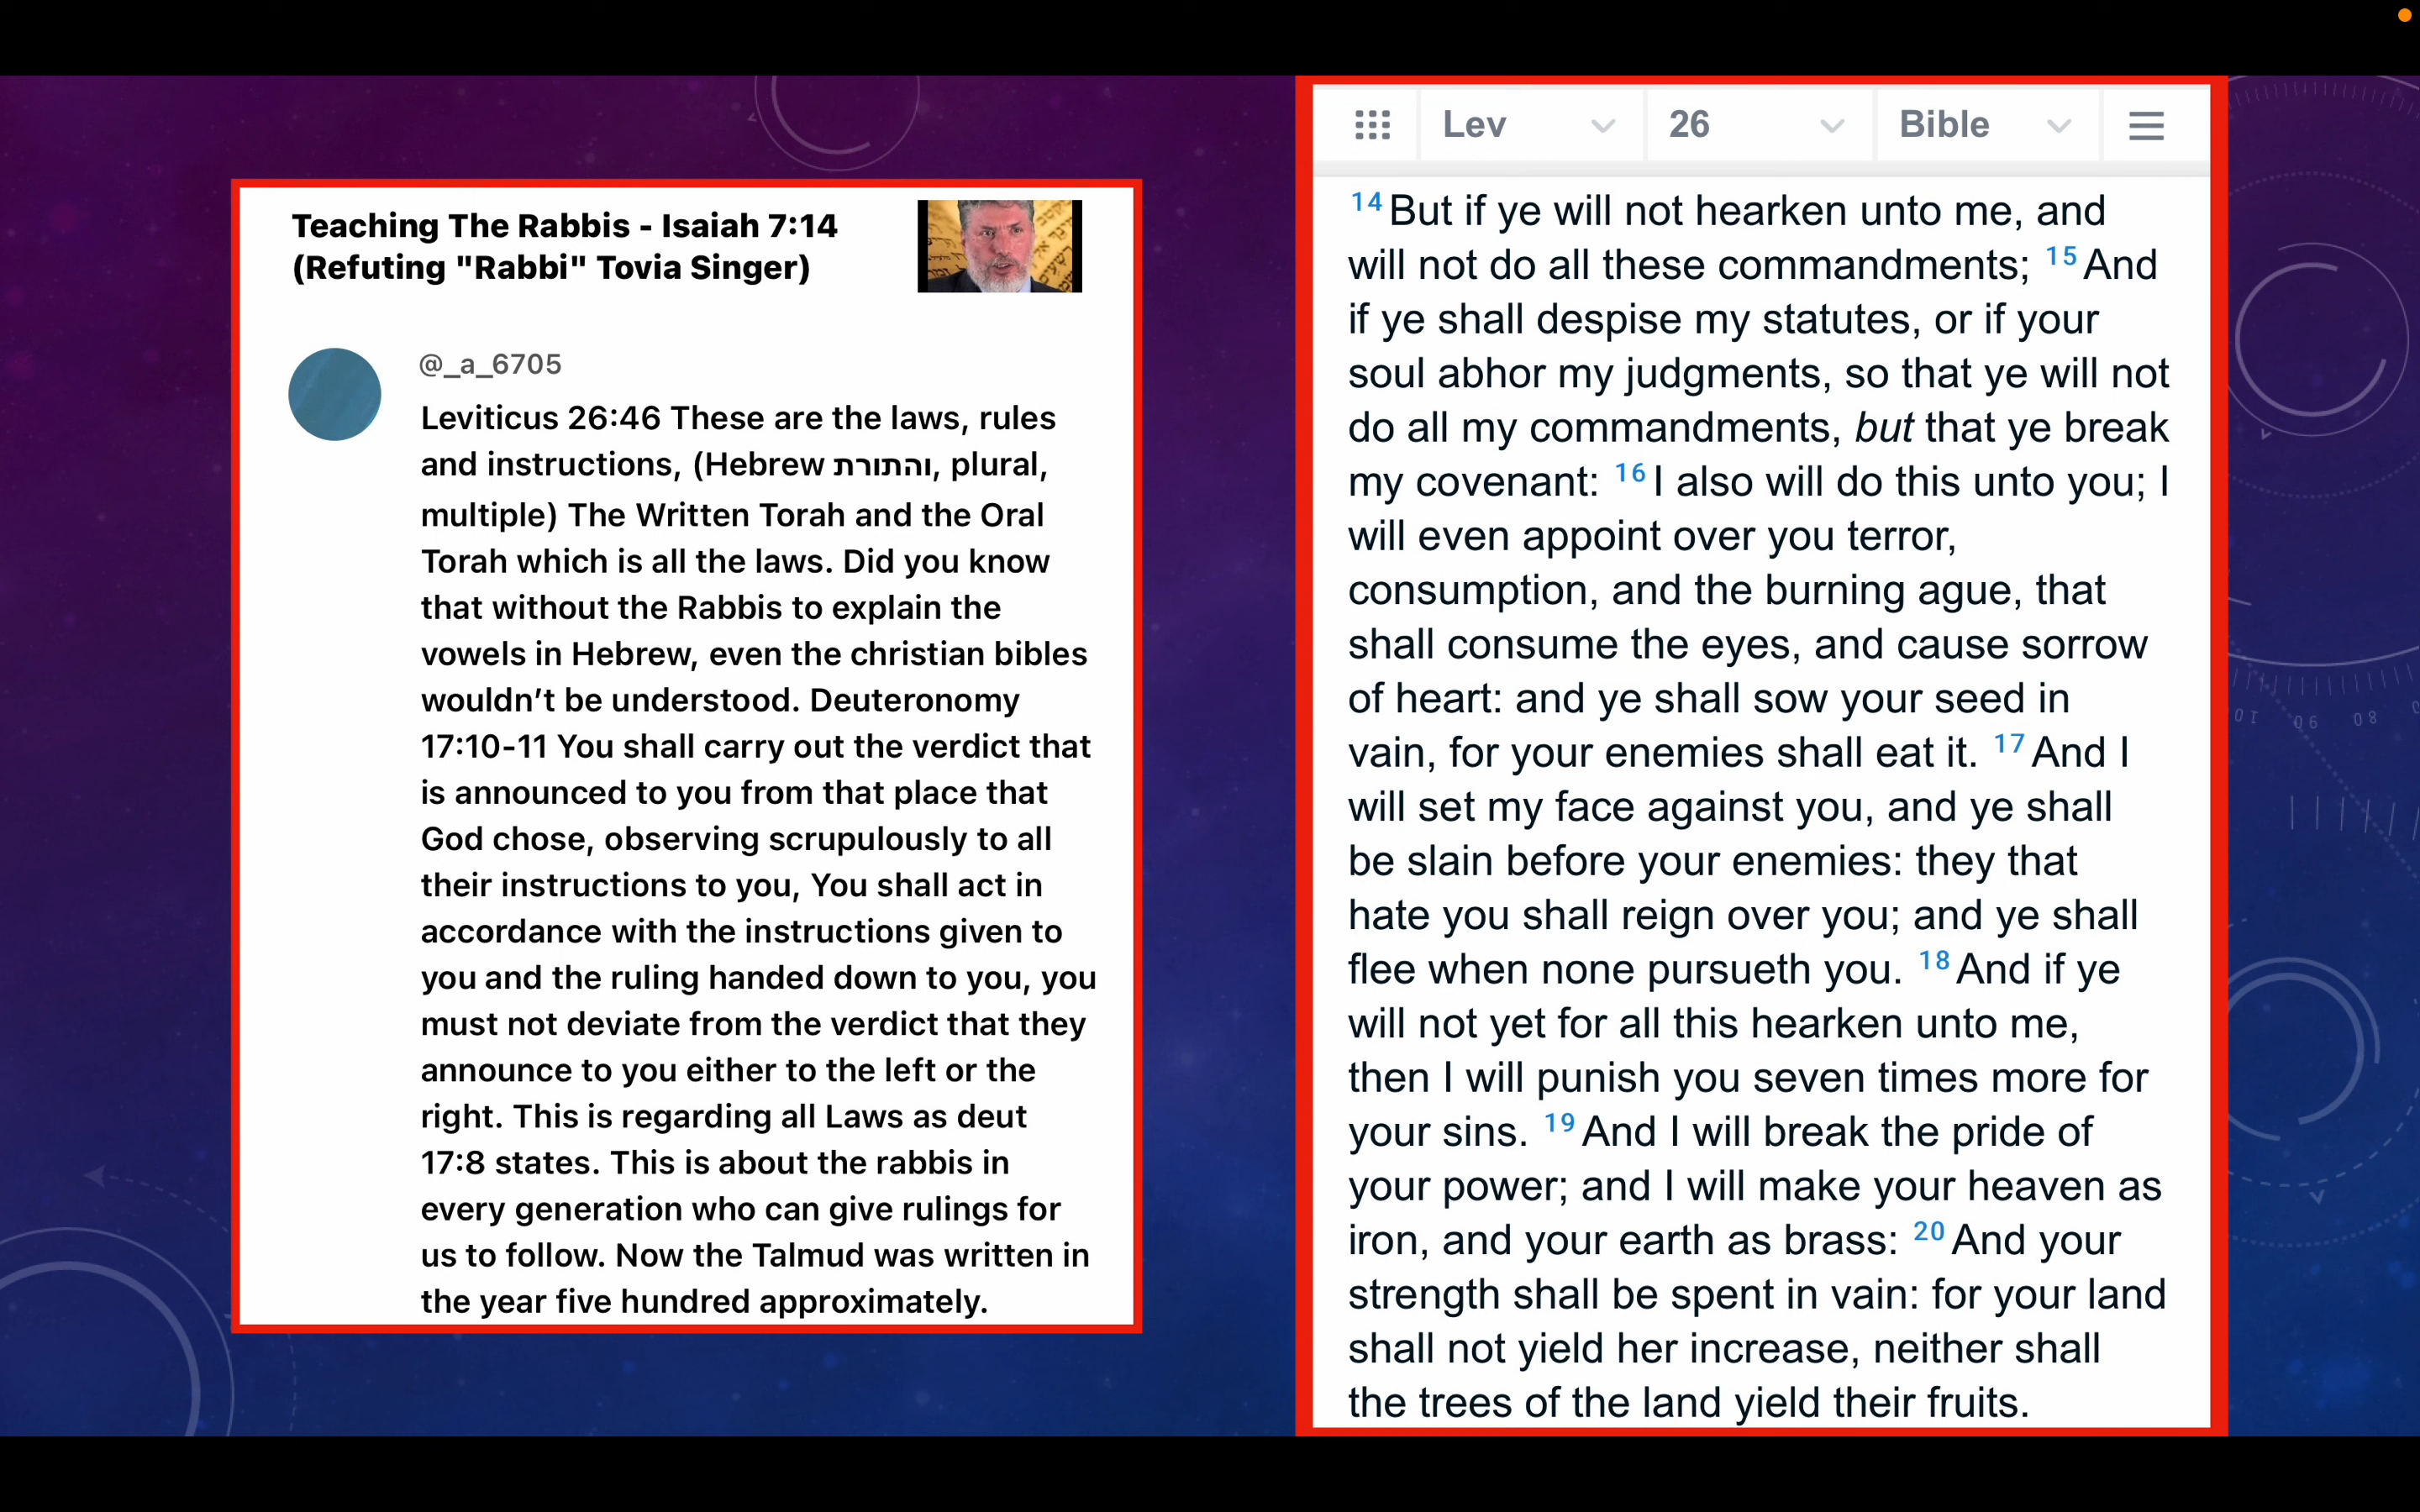 Teaching The Rabbis - Isaiah 7:14
(Refuting "Rabbi" Tovia Singer)
@_a_6705
Leviticus 26:46 These are the laws, rules
and instructions, (Hebrew והתורת, plural,
multiple) The Written Torah and the Oral
Torah which is all the laws. Did you know
that without the Rabbis to explain the
vowels in Hebrew, even the christian bibles
wouldn’t be understood. Deuteronomy
17:10-11 You shall carry out the verdict that
is announced to you from that place that
God chose, observing scrupulously to all
their instructions to you, You shall act in
accordance with the instructions given to
you and the ruling handed down to you, you
must not deviate from the verdict that they
announce to you either to the left or the
right. This is regarding all Laws as deut
17:8 states. This is about the rabbis in
every generation who can give rulings for
us to follow. Now the Talmud was written in
the year five hundred approximately.
Lev 26 Bible
14 But if ye will not hearken unto me, and
will not do all these commandments; 15 And
if ye shall despise my statutes, or if your
soul abhor my judgments, so that ye will not
do all my commandments, but that ye break
my covenant: 16 I also will do this unto you; I
will even appoint over you terror,
consumption, and the burning ague, that
shall consume the eyes, and cause sorrow
of heart: and ye shall sow your seed in
vain, for your enemies shall eat it. 17 And I
will set my face against you, and ye shall
be slain before your enemies: they that
hate you shall reign over you; and ye shall
flee when none pursueth you. 18 And if ye
will not yet for all this hearken unto me,
then I will punish you seven times more for
your sins. 19 And I will break the pride of
your power; and I will make your heaven as
iron, and your earth as brass: 20 And your
strength shall be spent in vain: for your land
shall not yield her increase, neither shall
the trees of the land yield their fruits.